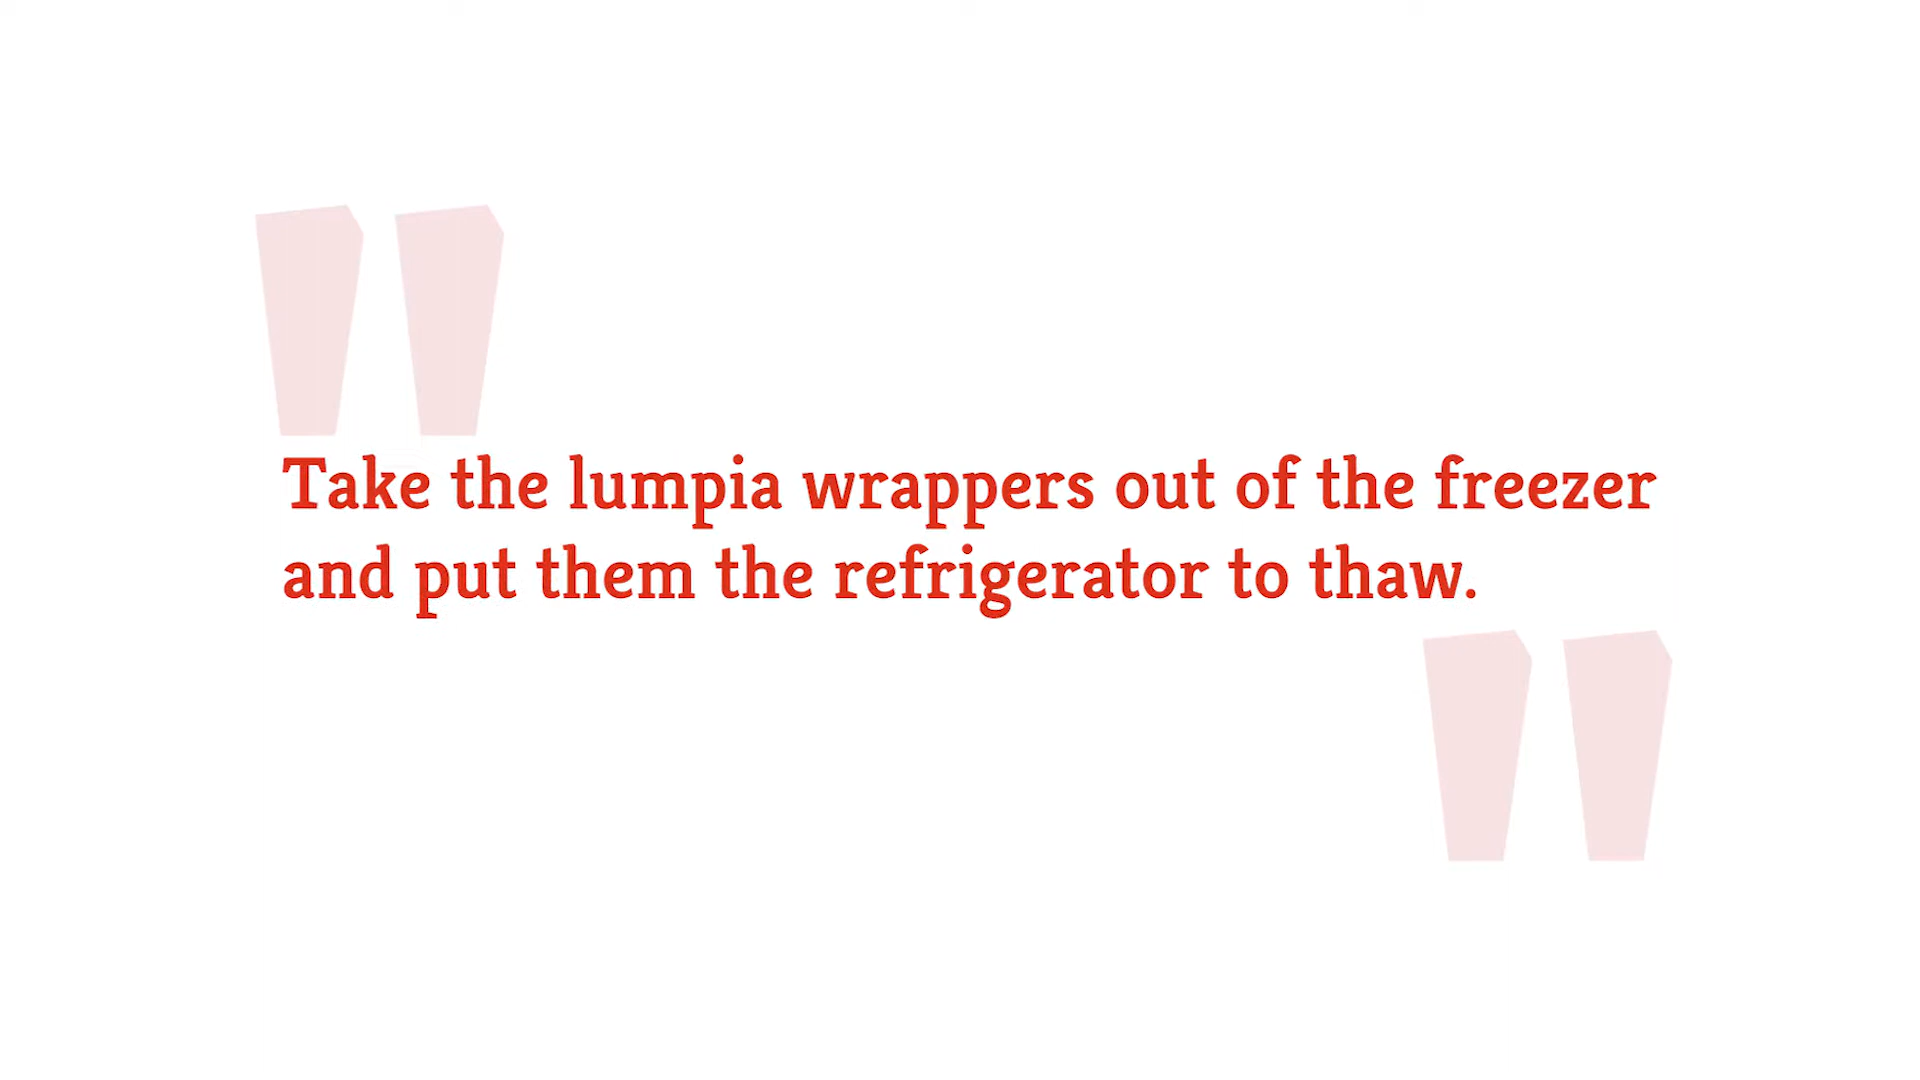 Take the lumpia wrappers out of the freezer
and put them the refrigerator to thaw.